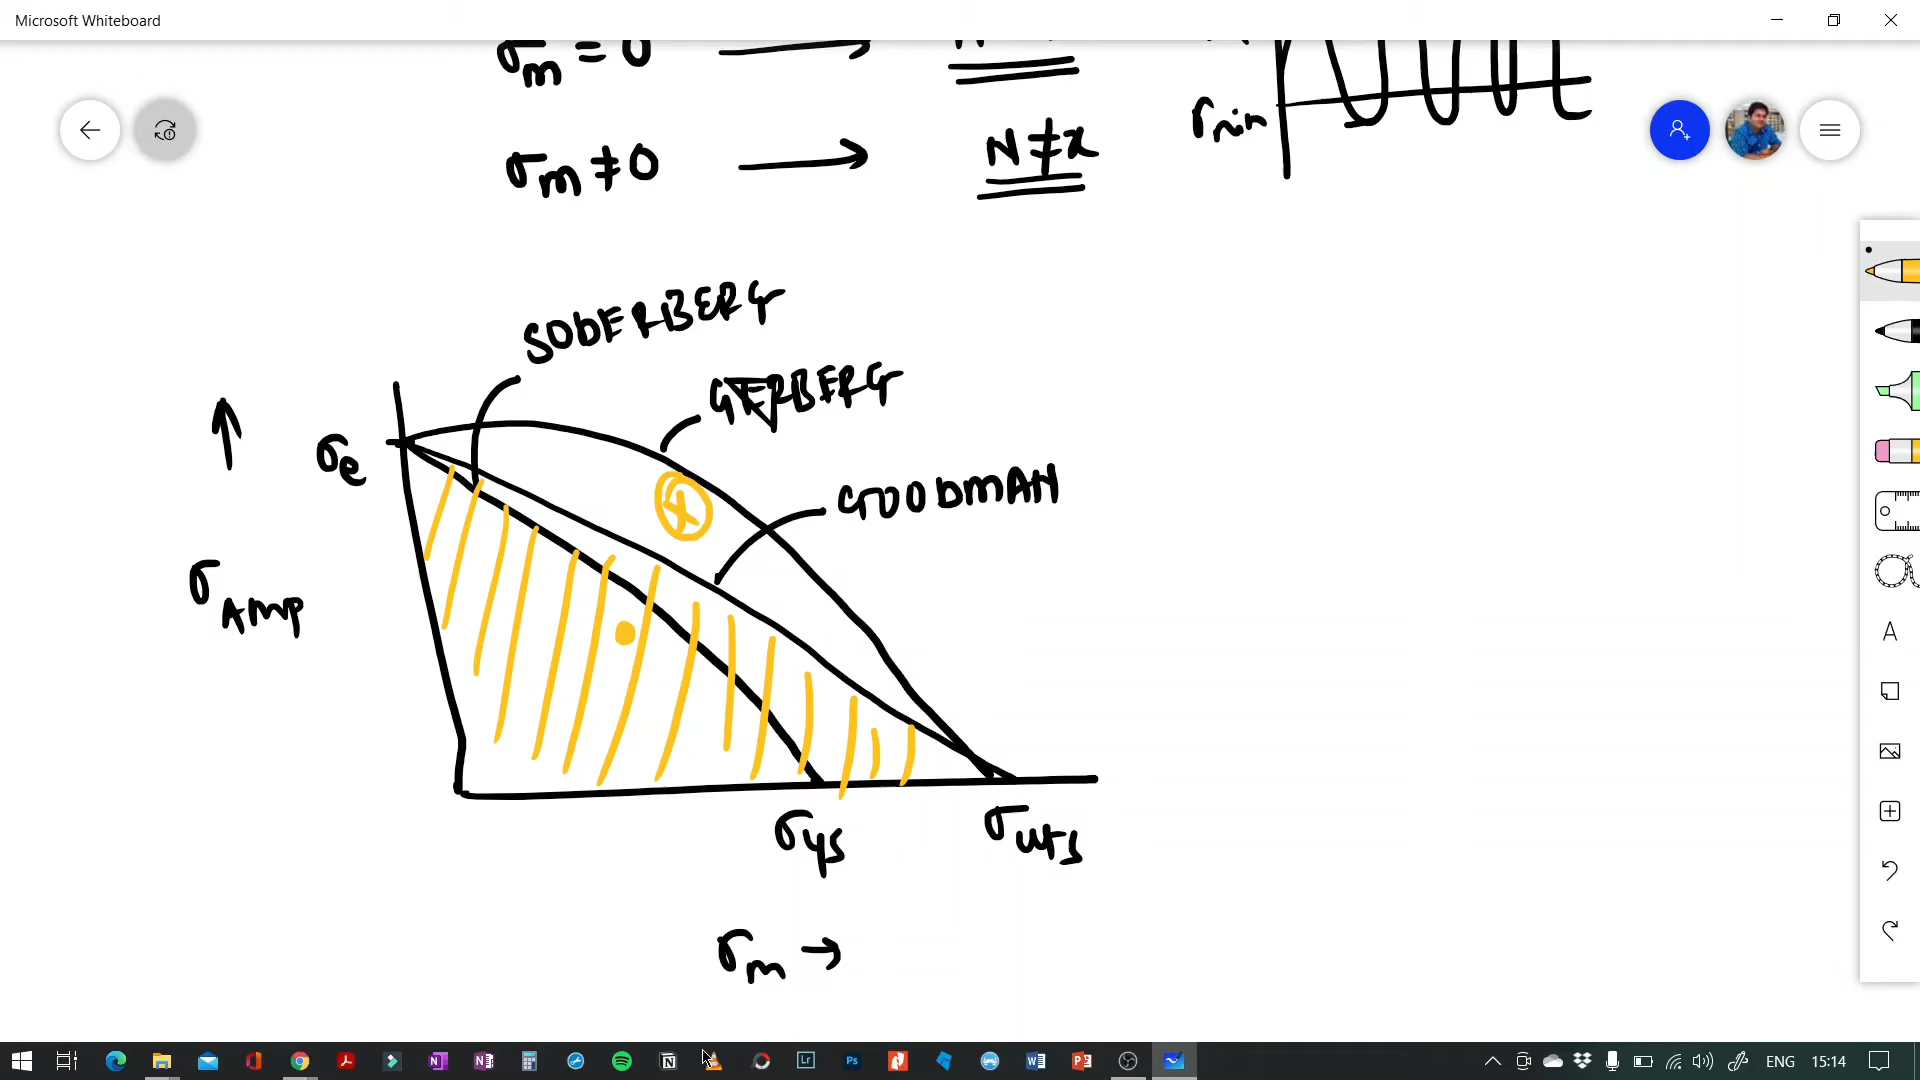 Microsoft Whiteboard
σm = 0
σmin
σm ≠ 0 → N ≠ x
SODERBERG
GERBERG
σe
GOODMAN
σAMP
σys
σuts
σm →
A
ENG 15:14